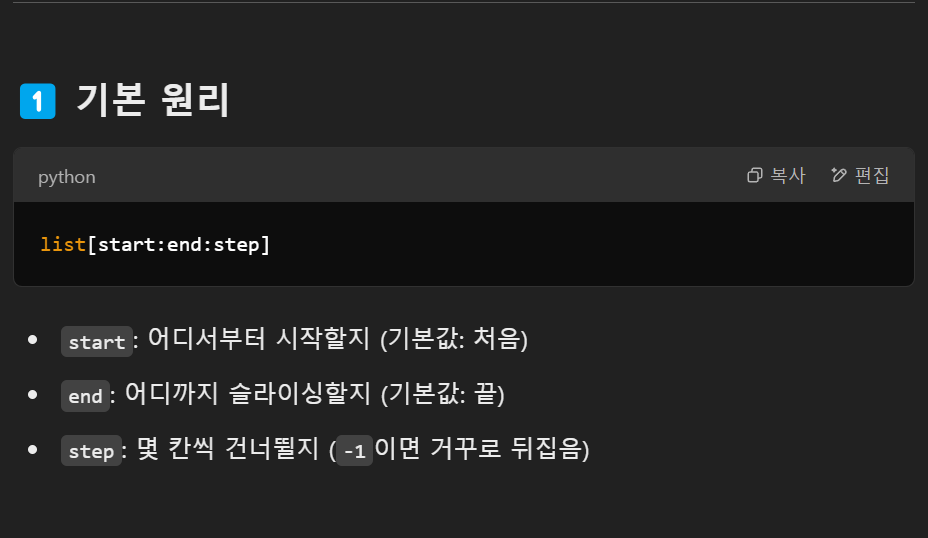 1 기본 원리
python
복사
편집
list[start:end:step]
start: 어디서부터 시작할지 (기본값: 처음)
end: 어디까지 슬라이싱할지 (기본값: 끝)
step: 몇 칸씩 건너뛸지 (-1이면 거꾸로 뒤집음)